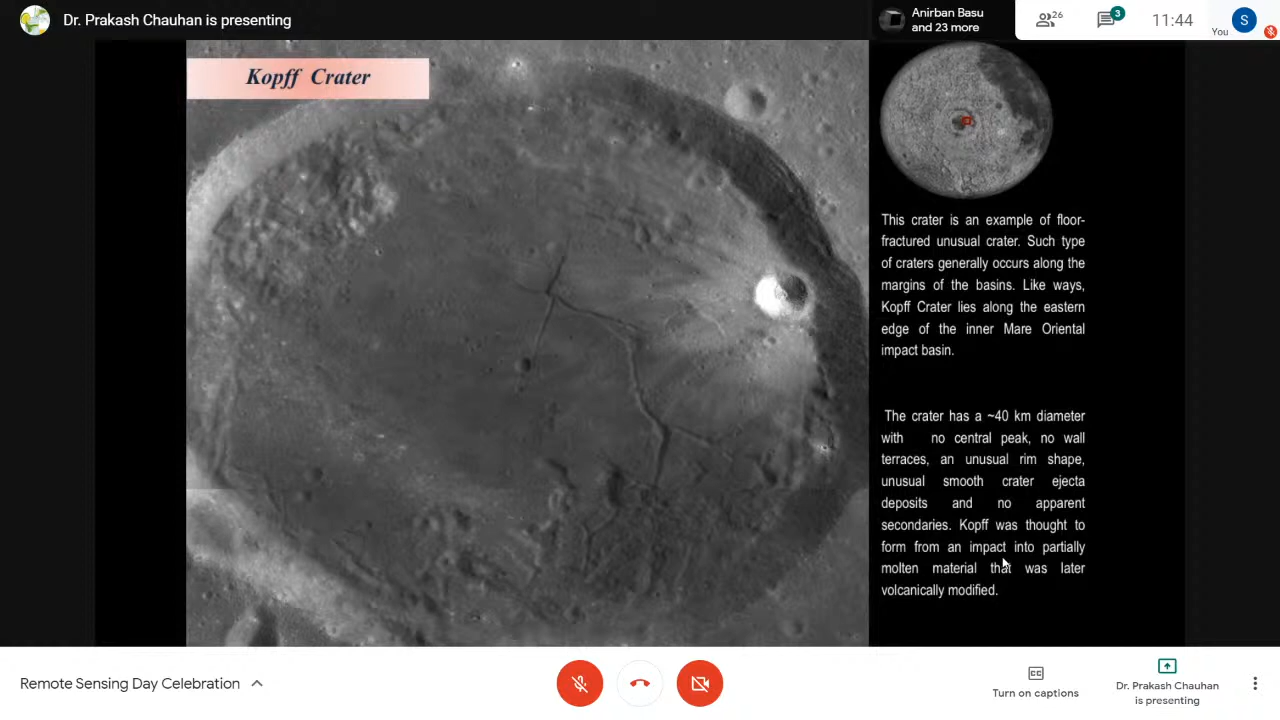 Dr. Prakash Chauhan is presenting
Anirban Basu
and 23 more
26
3
11:44
You
S
Kopff Crater
This crater is an example of floor-
fractured unusual crater. Such type
of craters generally occurs along the
margins of the basins. Like ways,
Kopff Crater lies along the eastern
edge of the inner Mare Oriental
impact basin.
The crater has a ~40 km diameter
with no central peak, no wall
terraces, an unusual rim shape,
unusual smooth crater ejecta
deposits and no apparent
secondaries. Kopff was thought to
form from an impact into partially
molten material that was later
volcanically modified.
Remote Sensing Day Celebration
Turn on captions
Dr. Prakash Chauhan
is presenting